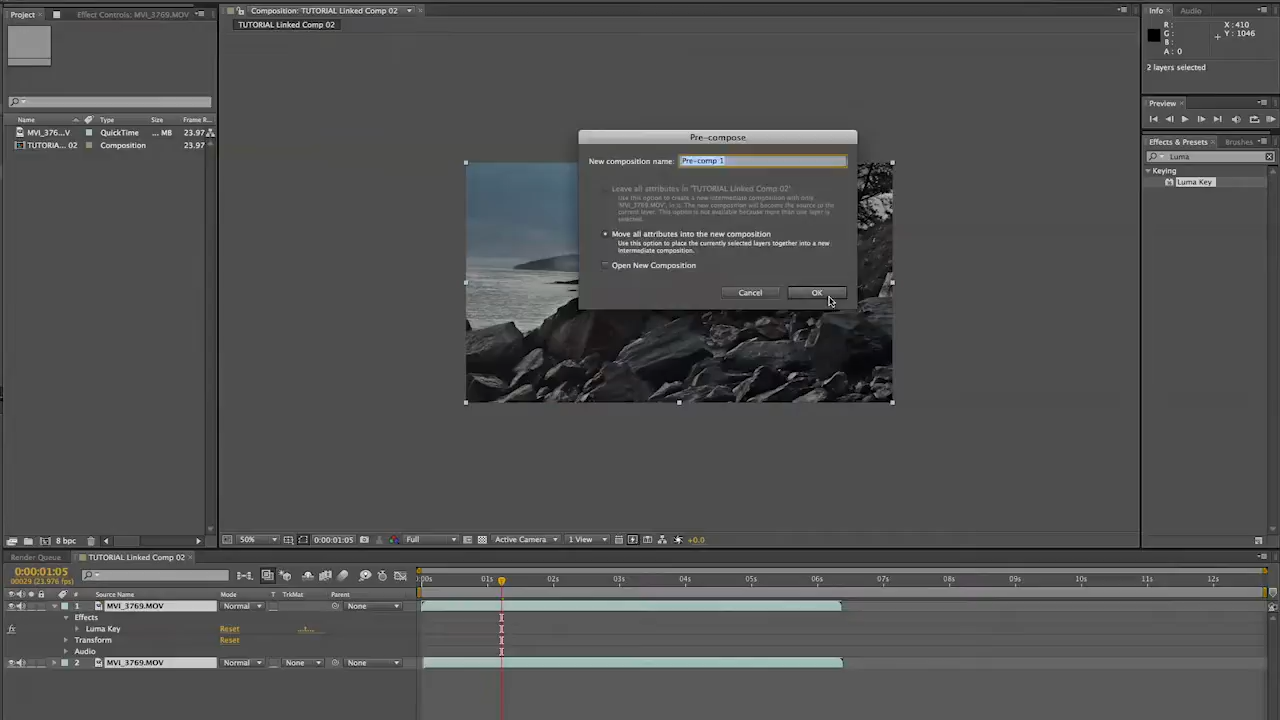 Project
Effect Controls: MVI_3769.MOV
Composition: TUTORIAL Linked Comp 02
TUTORIAL Linked Comp 02
Info
Audio
R :
G :
B :
A : 0
X : 410
Y : 1046
2 layers selected
Preview
Effects & Presets
Brushes
Luma
Keying
Luma Key
Name
Type
Size
Frame R
MVI_376...V
QuickTime
... MB
23.97
TUTORIA... 02
Composition
23.97
Pre-compose
New composition name:
Pre-comp 1
Leave all attributes in 'TUTORIAL Linked Comp 02'
Use this option to create a new intermediate composition with only
'MVI_3769.MOV' in it. The new composition will become the source to the
current layer. This option is not available because more than one layer is
selected.
Move all attributes into the new composition
Use this option to place the currently selected layers together into a new
intermediate composition.
Open New Composition
Cancel
OK
8 bpc
50%
0:00:01:05
Full
Active Camera
1 View
+0.0
Render Queue
TUTORIAL Linked Comp 02
0:00:01:05
00029 (23.976 fps)
:00s
01s
02s
03s
04s
05s
06s
07s
08s
09s
10s
11s
12s
#
Source Name
Mode
T
TrkMat
Parent
1
MVI_3769.MOV
Normal
None
Effects
fx
Luma Key
Reset
Transform
Reset
Audio
2
MVI_3769.MOV
Normal
None
None